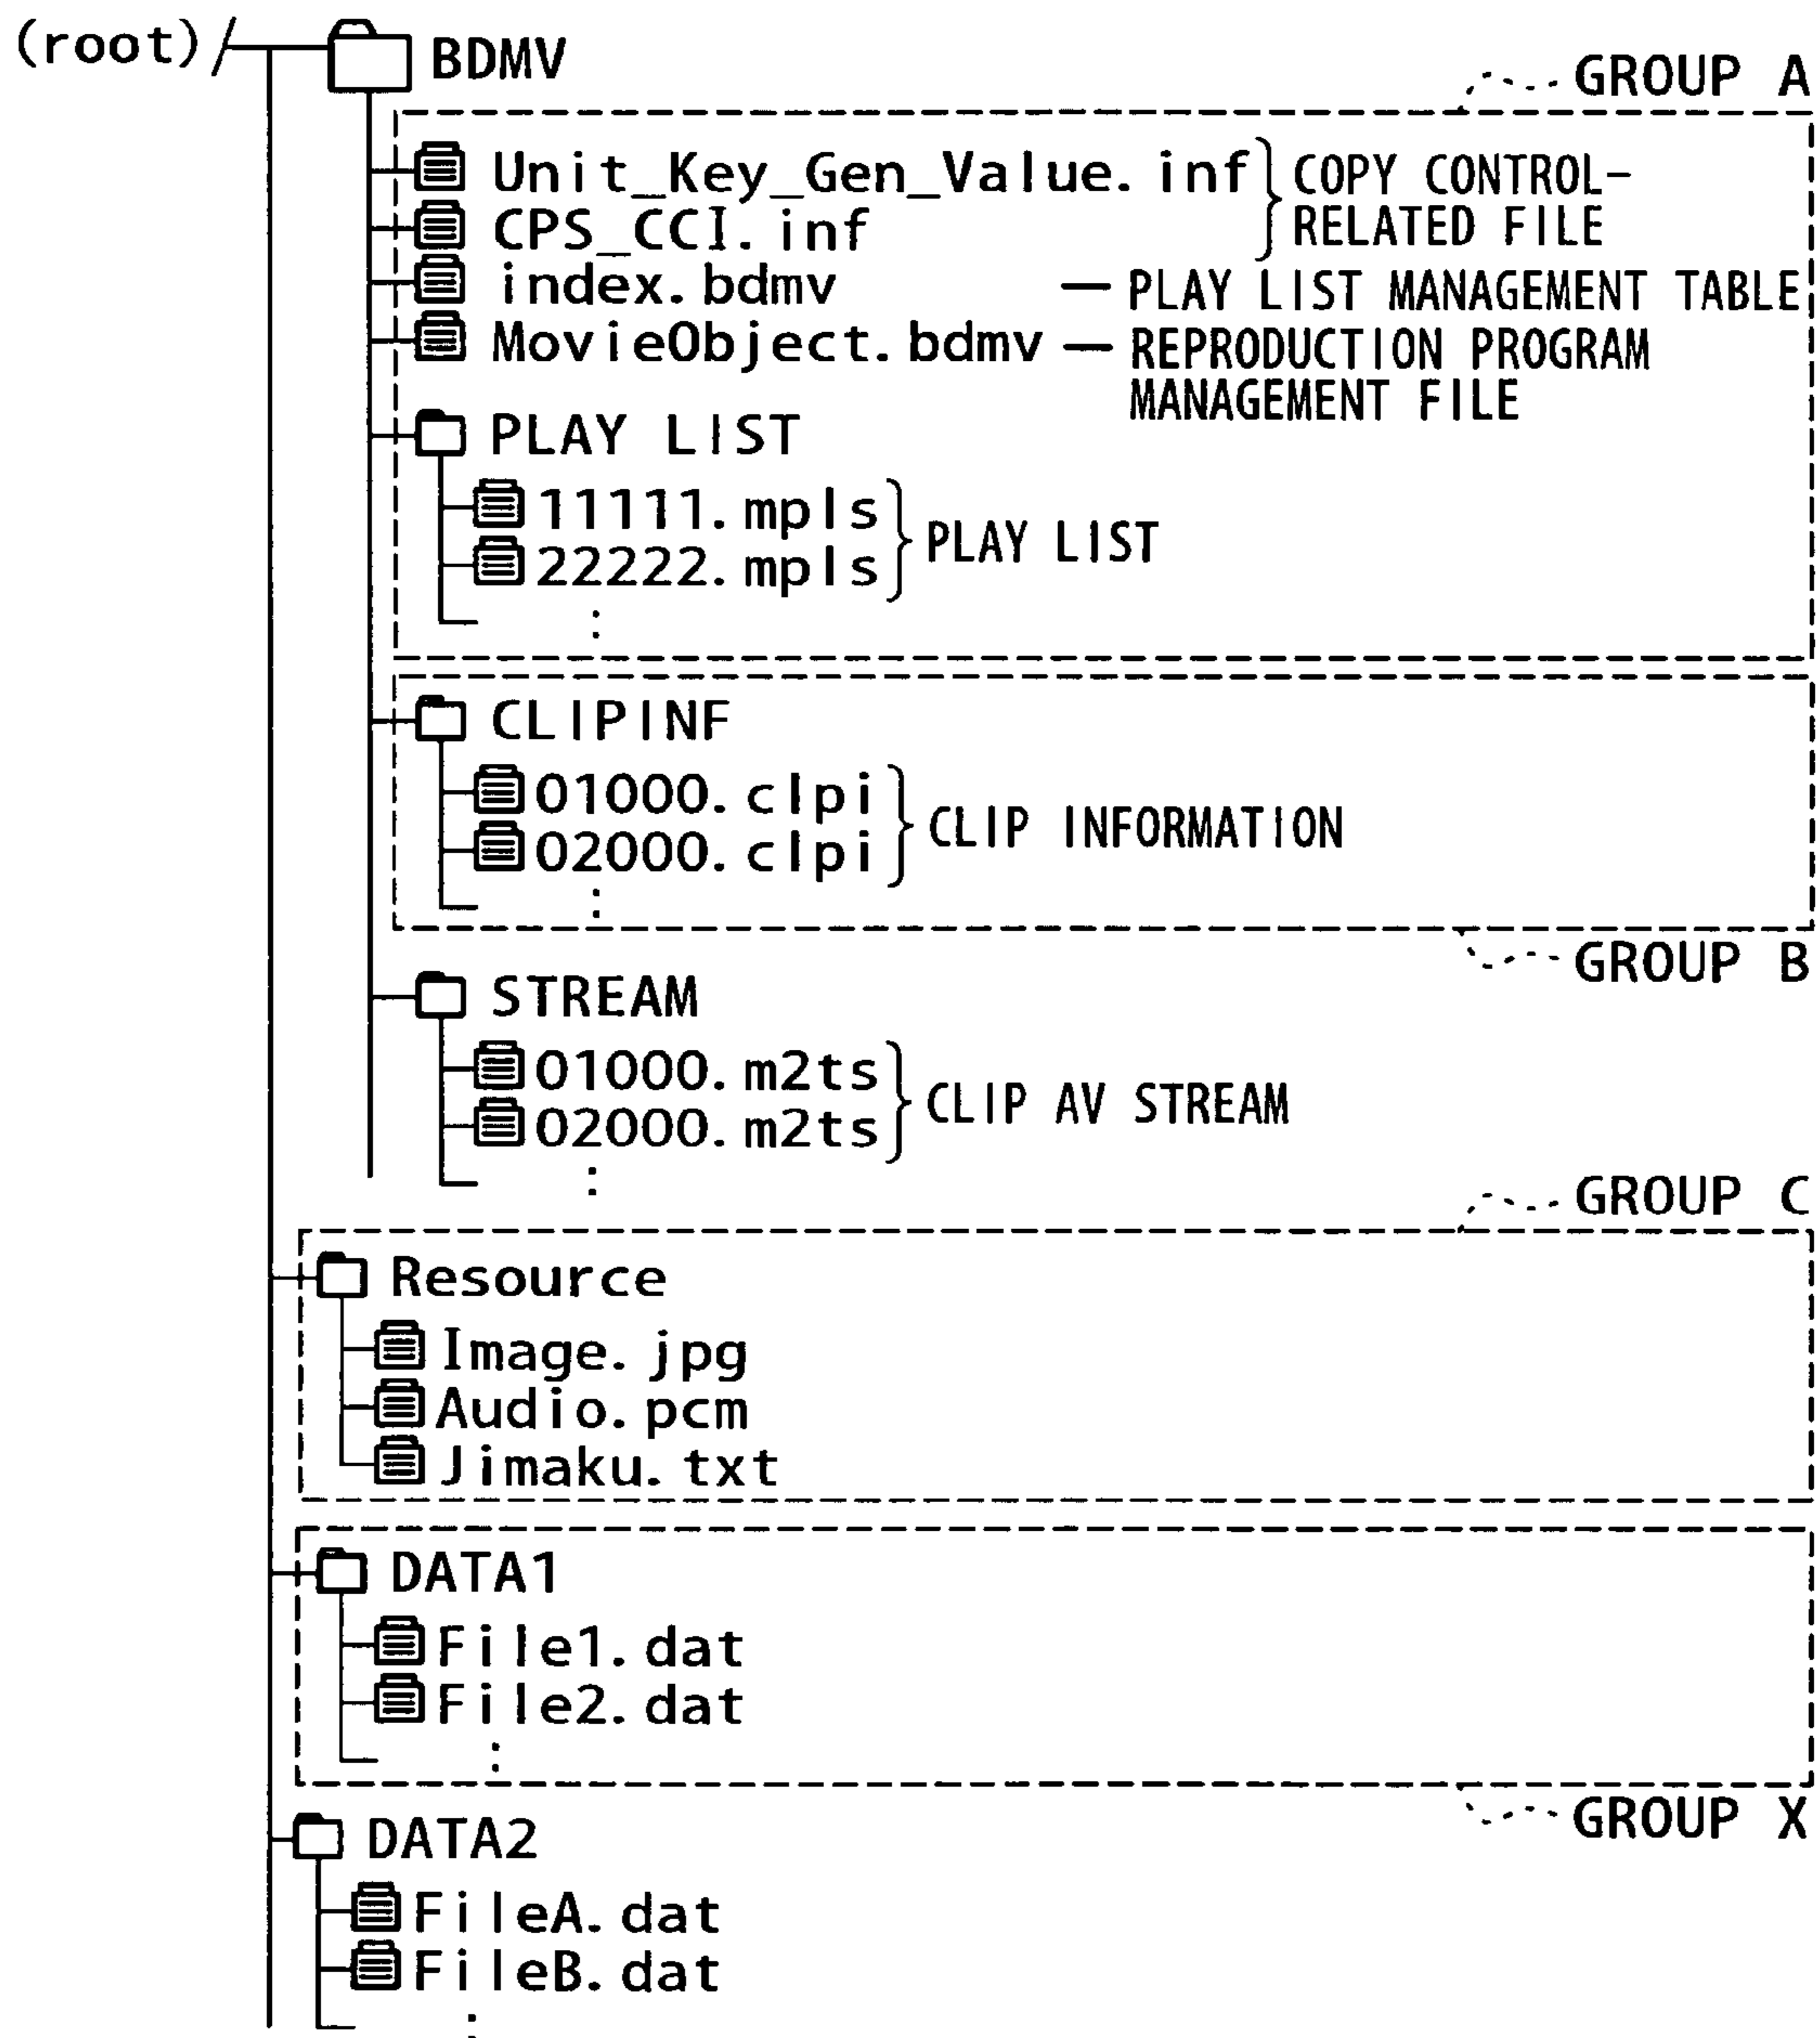 (root)/ BDMV
GROUP A
Unit_Key_Gen_Value.inf COPY CONTROL-
CPS_CCI.inf RELATED FILE
index.bdmv — PLAY LIST MANAGEMENT TABLE
MovieObject.bdmv — REPRODUCTION PROGRAM
MANAGEMENT FILE
PLAY LIST
11111.mpls
22222.mpls
PLAY LIST
:
CLIPINF
01000.clpi
02000.clpi
CLIP INFORMATION
:
GROUP B
STREAM
01000.m2ts
02000.m2ts
CLIP AV STREAM
:
GROUP C
Resource
Image.jpg
Audio.pcm
Jimaku.txt
DATA1
File1.dat
File2.dat
:
GROUP X
DATA2
FileA.dat
FileB.dat
: